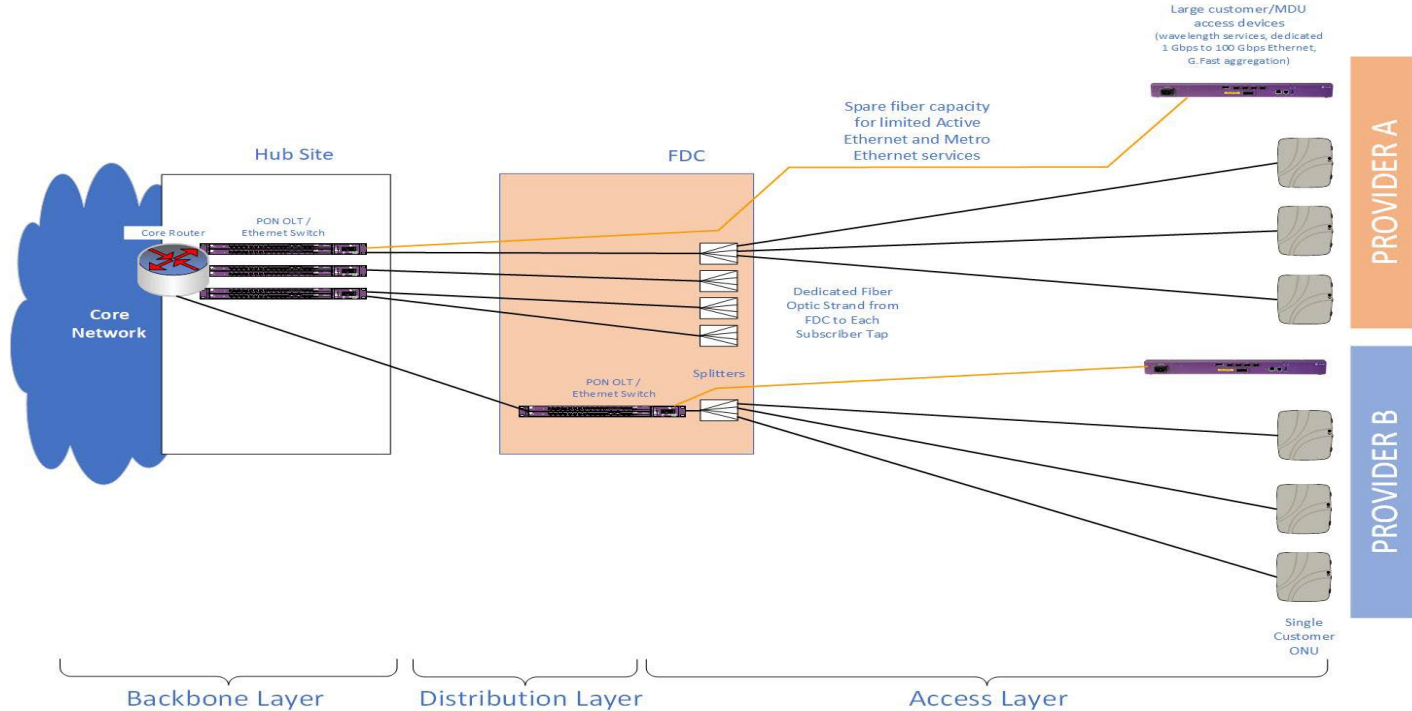 Large customer/MDU
access devices
(wavelength services, dedicated
1 Gbps to 100 Gbps Ethernet,
G.Fast aggregation)
PROVIDER A
Spare fiber capacity
for limited Active
Ethernet and Metro
Ethernet services
Hub Site
FDC
Core Router
PON OLT /
Ethernet Switch
Core
Network
Dedicated Fiber
Optic Strand from
FDC to Each
Subscriber Tap
Splitters
PON OLT /
Ethernet Switch
PROVIDER B
Single
Customer
ONU
Backbone Layer
Distribution Layer
Access Layer